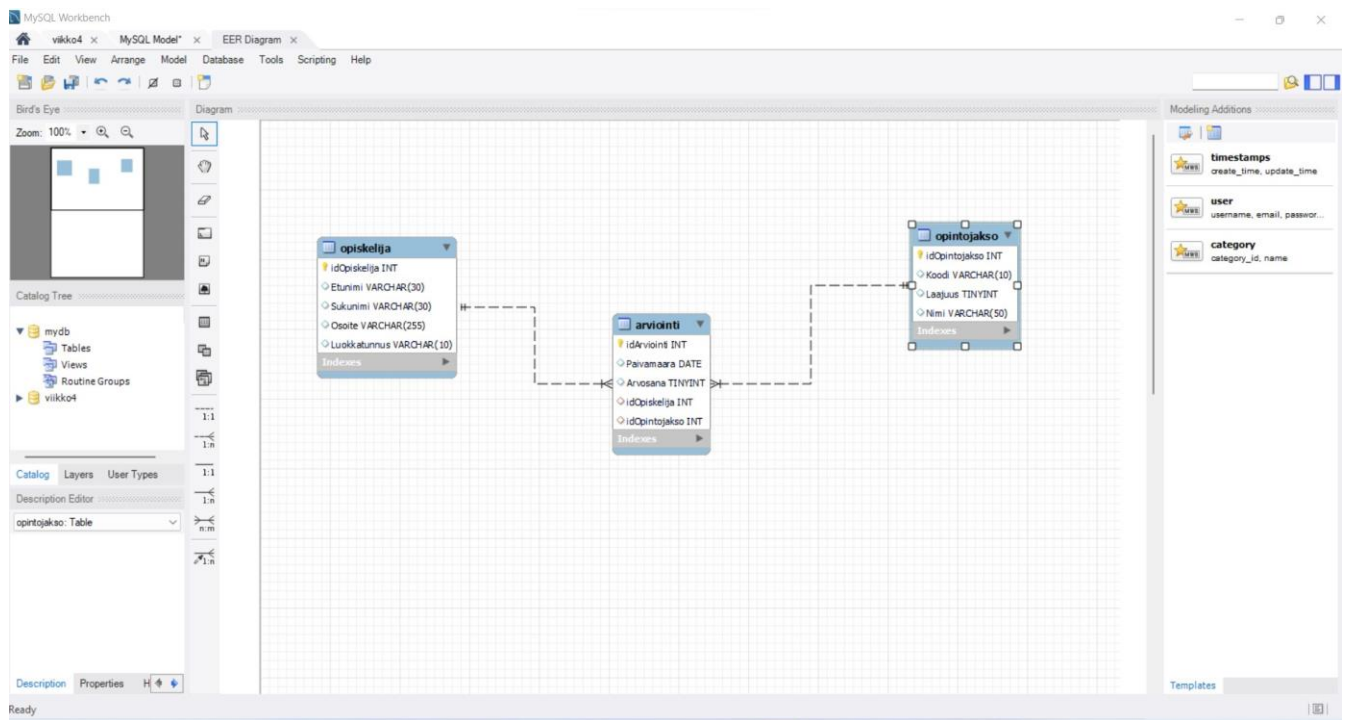 MySQL Workbench
viikko4 × MySQL Model* × EER Diagram ×
File Edit View Arrange Model Database Tools Scripting Help
Bird's Eye
Zoom: 100%
Diagram
Modeling Additions
timestamps
create_time, update_time
user
username, email, passwor...
category
category_id, name
Templates
Catalog Tree
mydb
Tables
Views
Routine Groups
viikko4
Catalog Layers User Types
Description Editor
opintojakso: Table
Description Properties H
1:1
1:n
1:1
1:n
n:m
1:n
opiskelija
idOpiskelija INT
Etunimi VARCHAR(30)
Sukunimi VARCHAR(30)
Osoite VARCHAR(255)
Luokkatunnus VARCHAR(10)
Indexes
arviointi
idArviointi INT
Paivamaara DATE
Arvosana TINYINT
idOpiskelija INT
idOpintojakso INT
Indexes
opintojakso
idOpintojakso INT
Koodi VARCHAR(10)
Laajuus TINYINT
Nimi VARCHAR(50)
Indexes
Ready